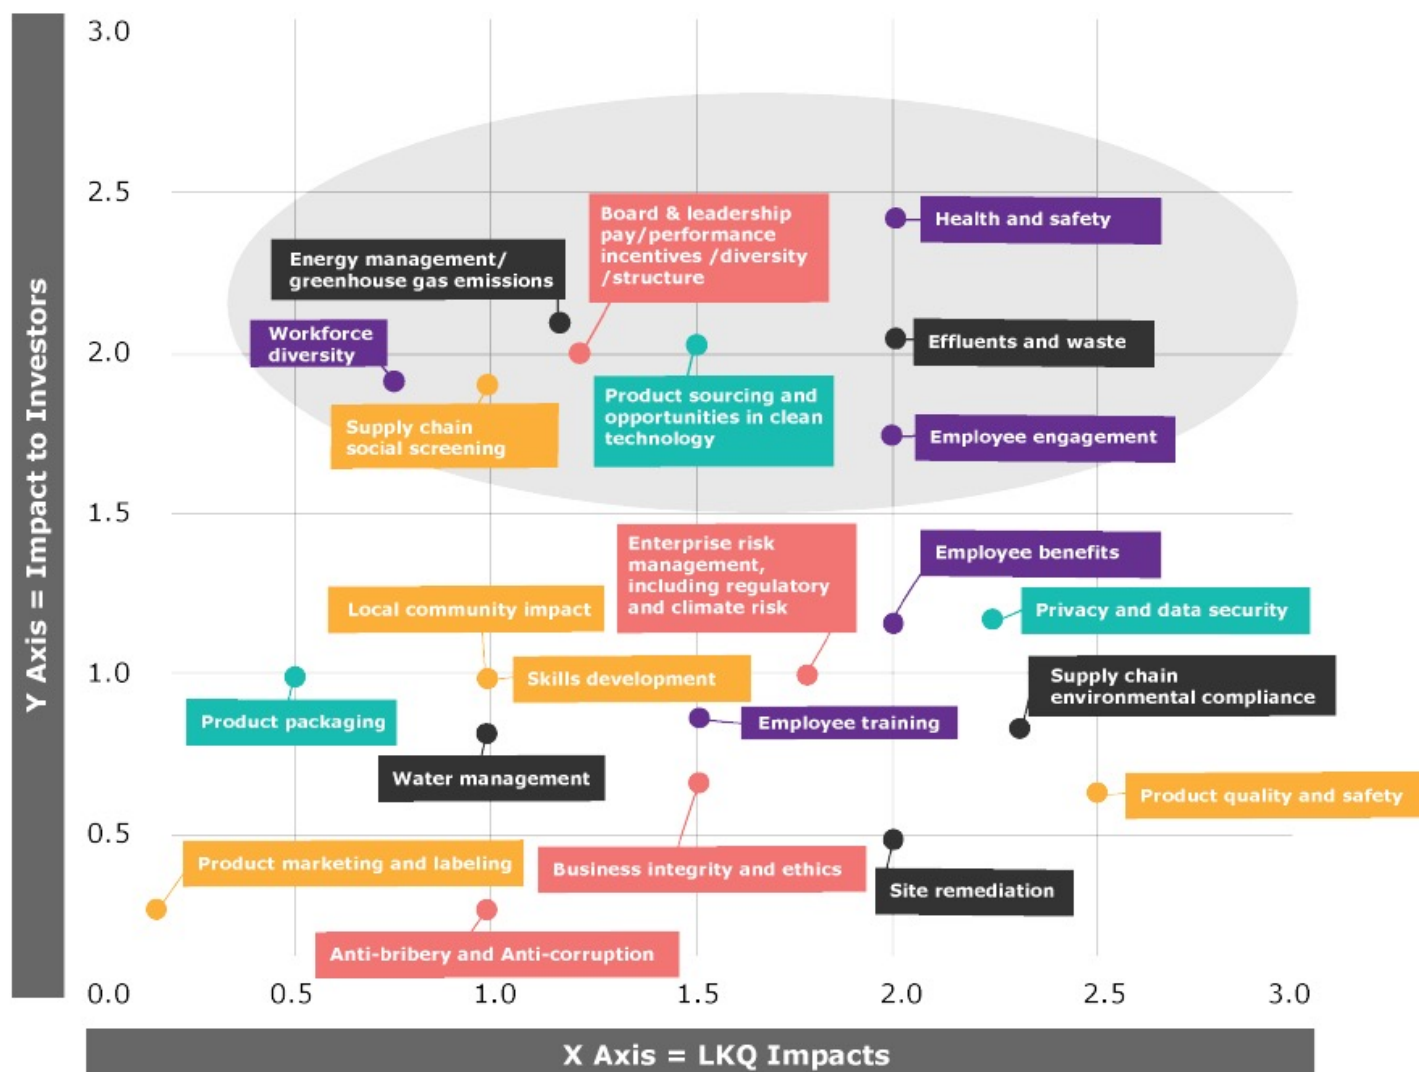 3.0
2.5
Board & leadership
pay/performance
incentives /diversity
/structure
Health and safety
Energy management/
greenhouse gas emissions
Workforce
diversity
2.0
Effluents and waste
Product sourcing and
opportunities in clean
technology
Supply chain
social screening
Employee engagement
1.5
Enterprise risk
management,
including regulatory
and climate risk
Employee benefits
Local community impact
Privacy and data security
1.0
Skills development
Supply chain
environmental compliance
Product packaging
Employee training
Water management
Product quality and safety
0.5
Product marketing and labeling
Business integrity and ethics
Site remediation
Anti-bribery and Anti-corruption
0.0
0.5
1.0
1.5
2.0
2.5
3.0
Y Axis = Impact to Investors
X Axis = LKQ Impacts